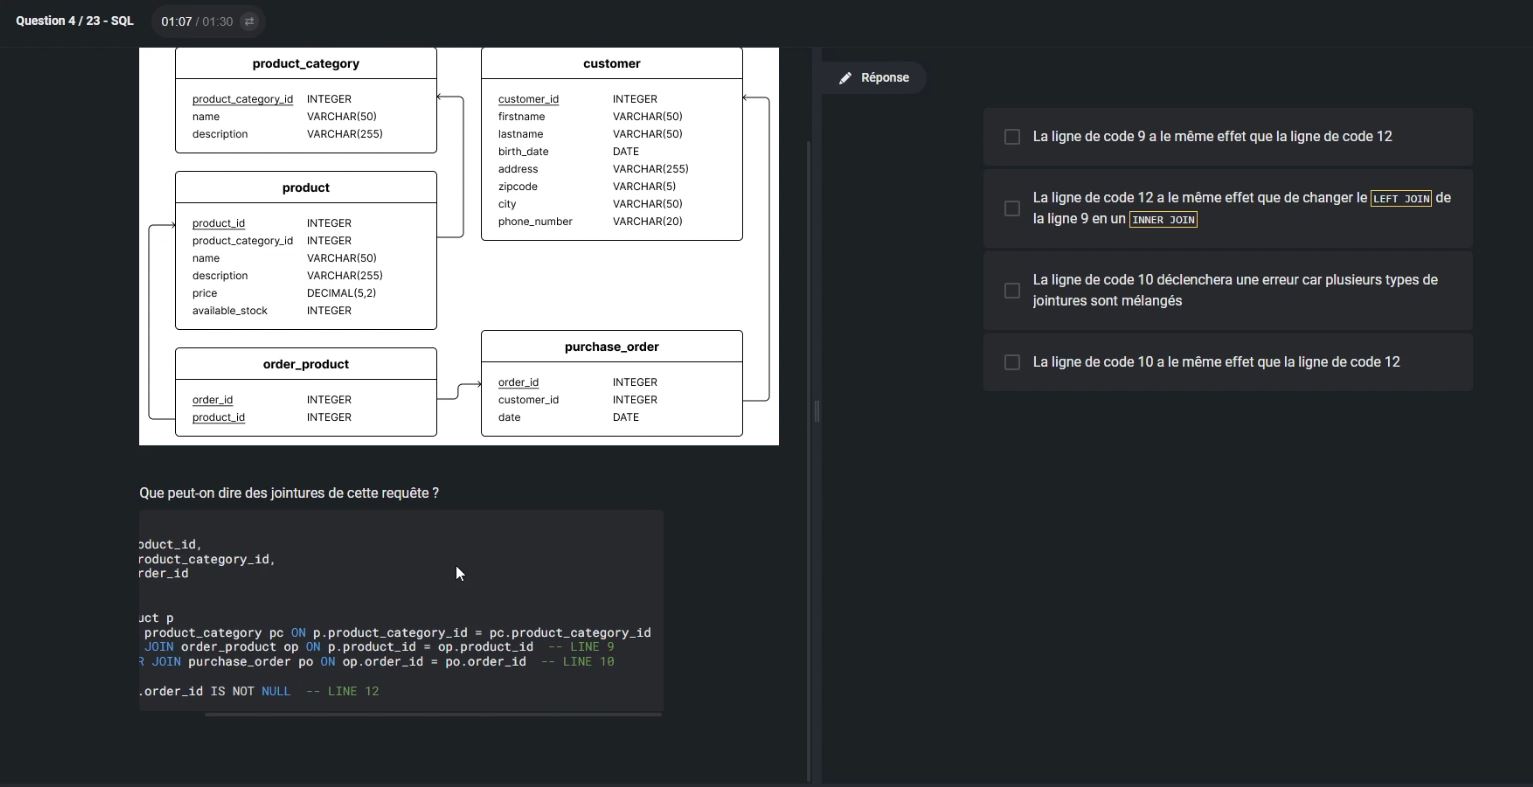 Question 4 / 23 - SQL 01:07 / 01:30
product_category
product_category_id INTEGER
name VARCHAR(50)
description VARCHAR(255)
customer
customer_id INTEGER
firstname VARCHAR(50)
lastname VARCHAR(50)
birth_date DATE
address VARCHAR(255)
zipcode VARCHAR(5)
city VARCHAR(50)
phone_number VARCHAR(20)
product
product_id INTEGER
product_category_id INTEGER
name VARCHAR(50)
description VARCHAR(255)
price DECIMAL(5,2)
available_stock INTEGER
order_product
order_id INTEGER
product_id INTEGER
purchase_order
order_id INTEGER
customer_id INTEGER
date DATE
Que peut-on dire des jointures de cette requête ?
oduct_id,
roduct_category_id,
rder_id
uct p
product_category pc ON p.product_category_id = pc.product_category_id
JOIN order_product op ON p.product_id = op.product_id -- LINE 9
R JOIN purchase_order po ON op.order_id = po.order_id -- LINE 10
.order_id IS NOT NULL -- LINE 12
Réponse
La ligne de code 9 a le même effet que la ligne de code 12
La ligne de code 12 a le même effet que de changer le LEFT JOIN de
la ligne 9 en un INNER JOIN
La ligne de code 10 déclenchera une erreur car plusieurs types de
jointures sont mélangés
La ligne de code 10 a le même effet que la ligne de code 12